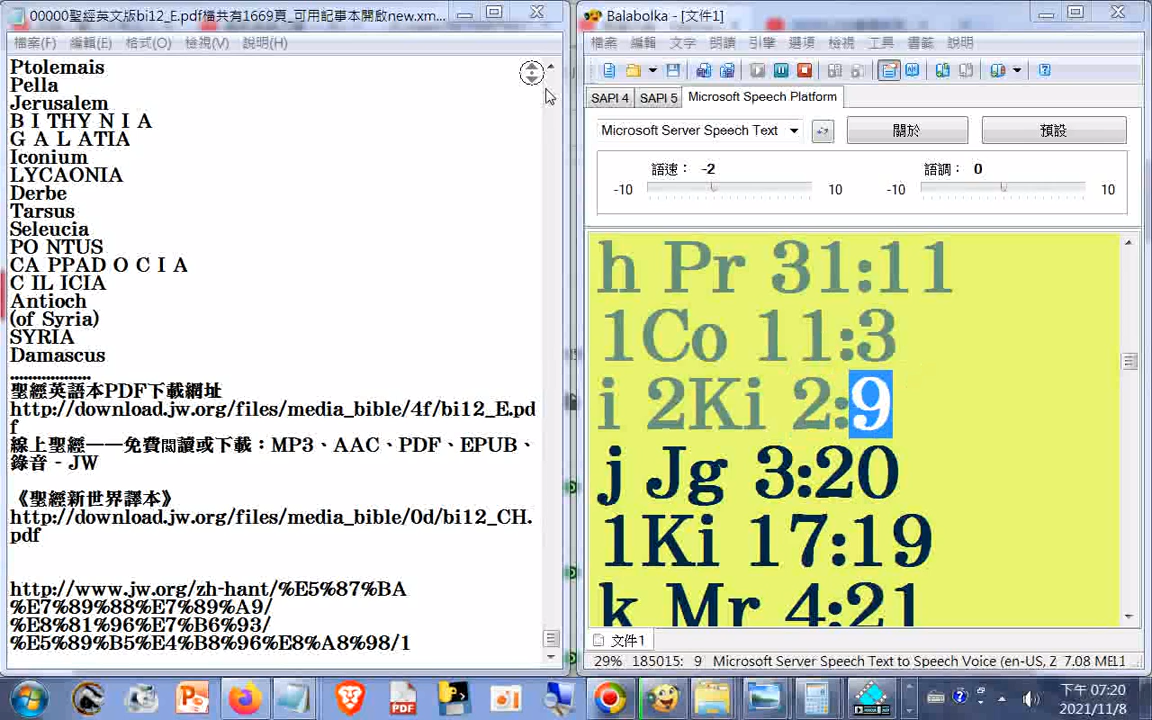 00000聖經英文版bi12_E.pdf檔共有1669頁_可用記事本開啟new.xm...
檔案(F) 編輯(E) 格式(O) 檢視(V) 說明(H)
Ptolemais
Pella
Jerusalem
B I THY N I A
G A L ATIA
Iconium
LYCAONIA
Derbe
Tarsus
Seleucia
PO NTUS
CA PPAD O C I A
C IL ICIA
Antioch
(of Syria)
SYRIA
Damascus
..................
聖經英語本PDF下載網址
http://download.jw.org/files/media_bible/4f/bi12_E.pd
f
線上聖經——免費閱讀或下載：MP3、AAC、PDF、EPUB、
錄音 - JW
《聖經新世界譯本》
http://download.jw.org/files/media_bible/0d/bi12_CH.
pdf
http://www.jw.org/zh-hant/%E5%87%BA
%E7%89%88%E7%89%A9/
%E8%81%96%E7%B6%93/
%E5%89%B5%E4%B8%96%E8%A8%98/1
Balabolka - [文件1]
檔案 編輯 文字 朗讀 引擎 選項 檢視 工具 書籤 說明
SAPI 4 SAPI 5 Microsoft Speech Platform
Microsoft Server Speech Text 關於 預設
語速： -2 語調： 0
-10 10 -10 10
h Pr 31:11
1Co 11:3
i 2Ki 2:9
j Jg 3:20
1Ki 17:19
k Mr 4:21
文件1
29% 185015: 9 Microsoft Server Speech Text to Speech Voice (en-US, Z 7.08 ME
PDF
下午 07:20
2021/11/8